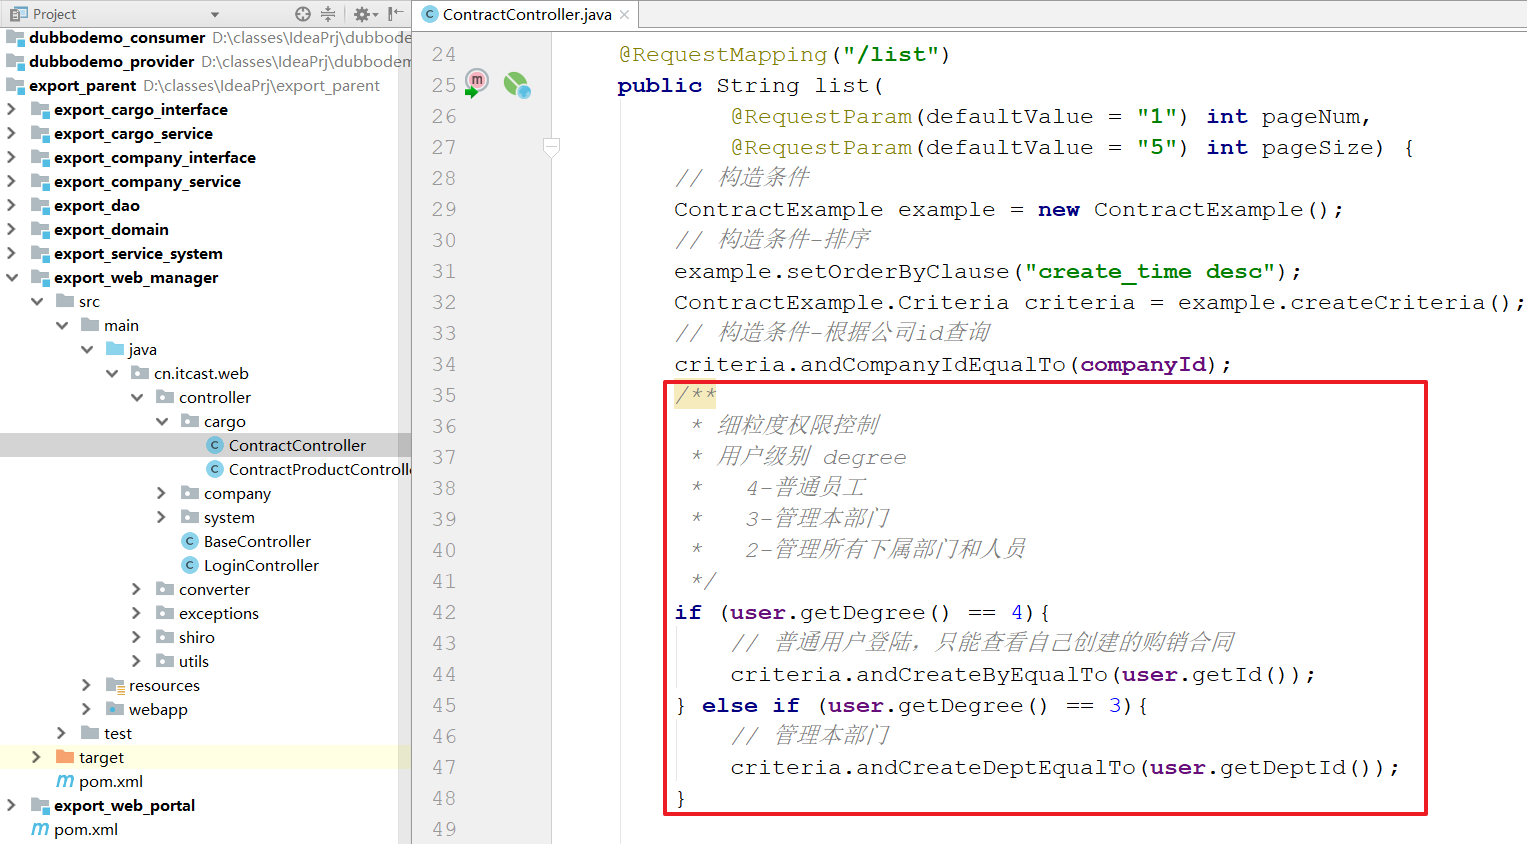 Project
dubbodemo_consumer D:\classes\IdeaPrj\dubbode
dubbodemo_provider D:\classes\IdeaPrj\dubbodem
export_parent D:\classes\IdeaPrj\export_parent
export_cargo_interface
export_cargo_service
export_company_interface
export_company_service
export_dao
export_domain
export_service_system
export_web_manager
src
main
java
cn.itcast.web
controller
cargo
ContractController
ContractProductControlle
company
system
BaseController
LoginController
converter
exceptions
shiro
utils
resources
webapp
test
target
pom.xml
export_web_portal
pom.xml
ContractController.java
24 @RequestMapping("/list")
25 public String list(
26 @RequestParam(defaultValue = "1") int pageNum,
27 @RequestParam(defaultValue = "5") int pageSize) {
28 // 构造条件
29 ContractExample example = new ContractExample();
30 // 构造条件-排序
31 example.setOrderByClause("create_time desc");
32 ContractExample.Criteria criteria = example.createCriteria();
33 // 构造条件-根据公司id查询
34 criteria.andCompanyIdEqualTo(companyId);
35 /**
36 * 细粒度权限控制
37 * 用户级别 degree
38 * 4-普通员工
39 * 3-管理本部门
40 * 2-管理所有下属部门和人员
41 */
42 if (user.getDegree() == 4){
43 // 普通用户登陆，只能查看自己创建的购销合同
44 criteria.andCreateByEqualTo(user.getId());
45 } else if (user.getDegree() == 3){
46 // 管理本部门
47 criteria.andCreateDeptEqualTo(user.getDeptId());
48 }
49